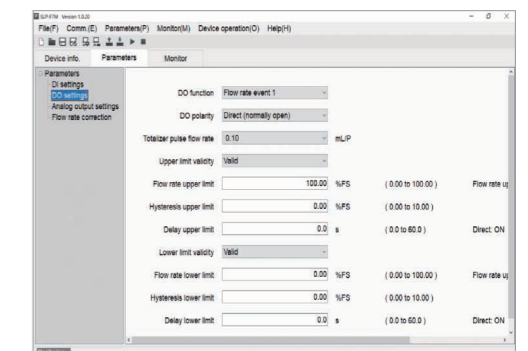 SLP-F7M Version 1.0.20
File(F) Comm.(E) Parameters(P) Monitor(M) Device operation(O) Help(H)
Device info. Parameters Monitor
Parameters
DI settings
DO settings
Analog output settings
Flow rate correction
DO function Flow rate event 1
DO polarity Direct (normally open)
Totalizer pulse flow rate 0.10 mL/P
Upper limit validity Valid
Flow rate upper limit 100.00 %FS ( 0.00 to 100.00 ) Flow rate up
Hysteresis upper limit 0.00 %FS ( 0.00 to 10.00 )
Delay upper limit 0.0 s ( 0.0 to 60.0 ) Direct: ON
Lower limit validity Valid
Flow rate lower limit 0.00 %FS ( 0.00 to 100.00 ) Flow rate up
Hysteresis lower limit 0.00 %FS ( 0.00 to 10.00 )
Delay lower limit 0.0 s ( 0.0 to 60.0 ) Direct: ON